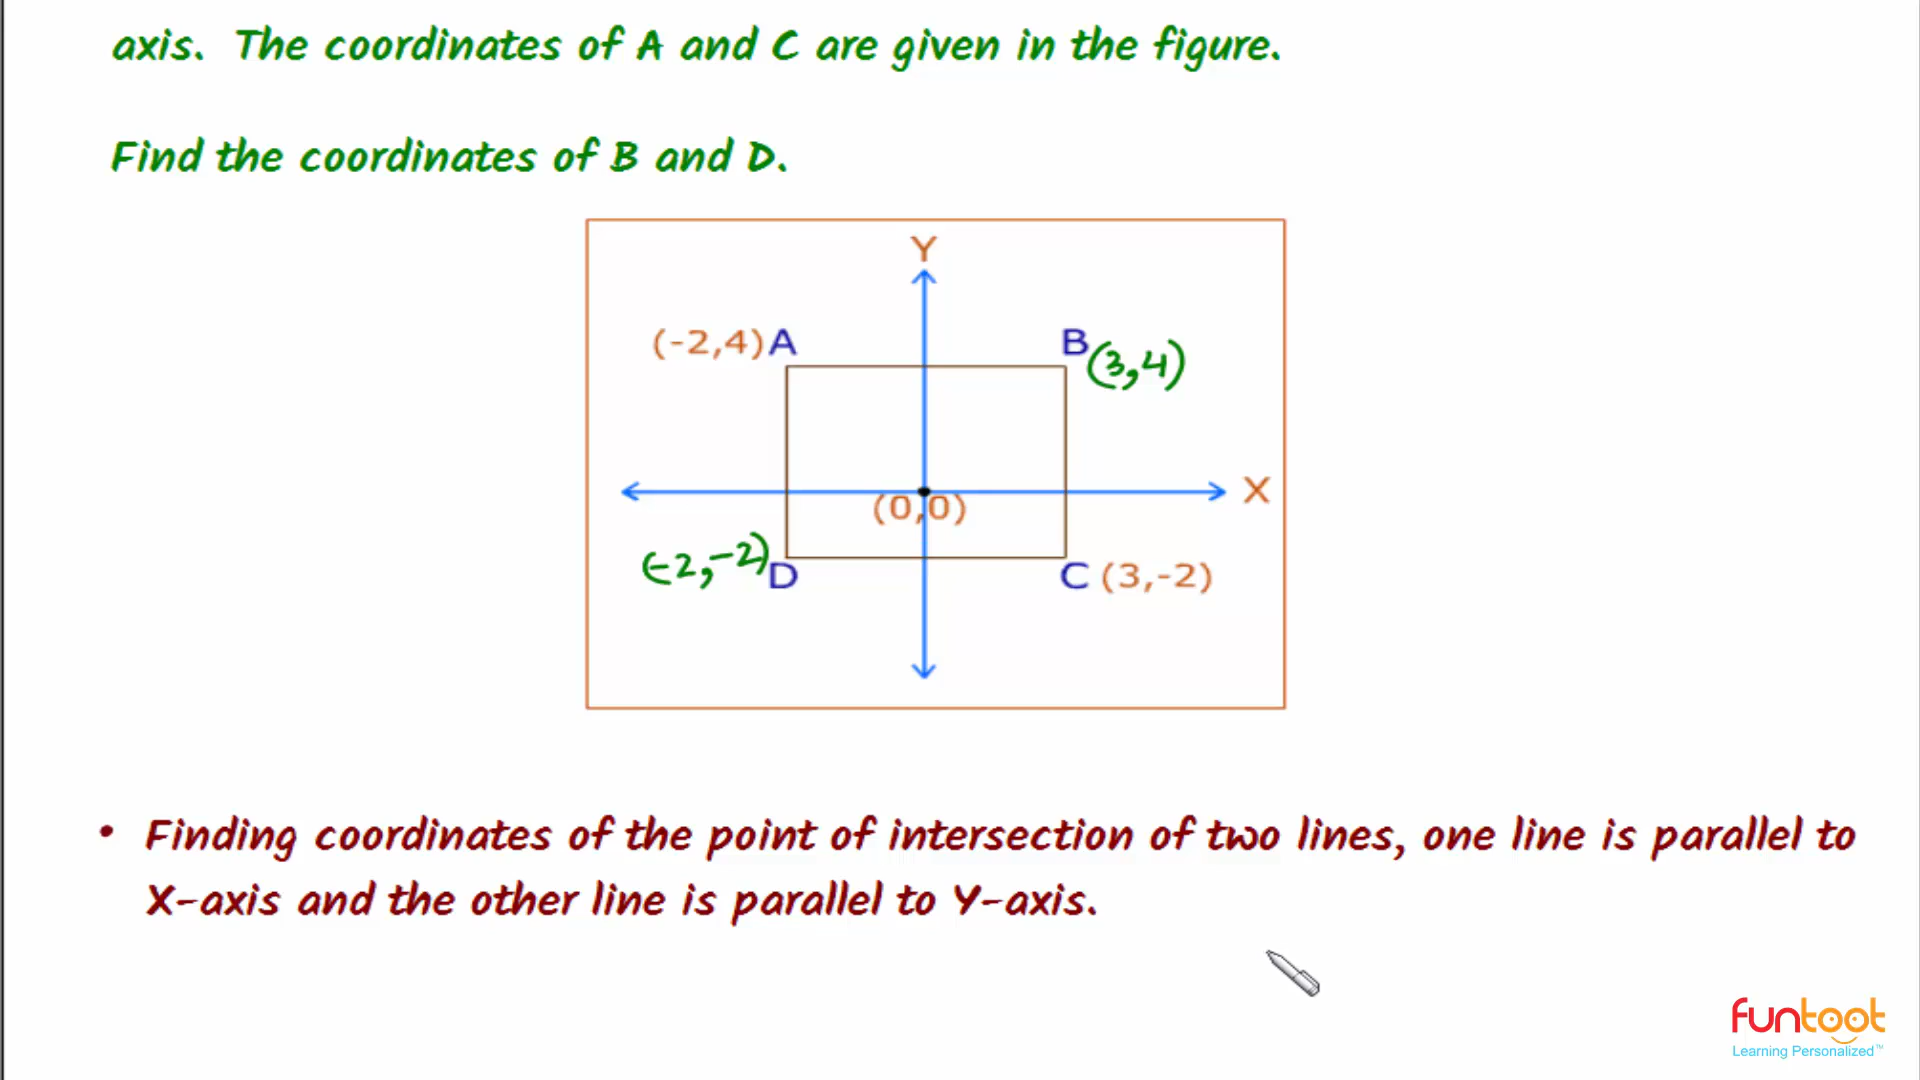 axis. The coordinates of A and C are given in the figure.
Find the coordinates of B and D.
Y
(-2,4) A
B (3,4)
X
(0,0)
(-2,-2) D
C (3,-2)
• Finding coordinates of the point of intersection of two lines, one line is parallel to
X-axis and the other line is parallel to Y-axis.
funtoot
Learning Personalized™